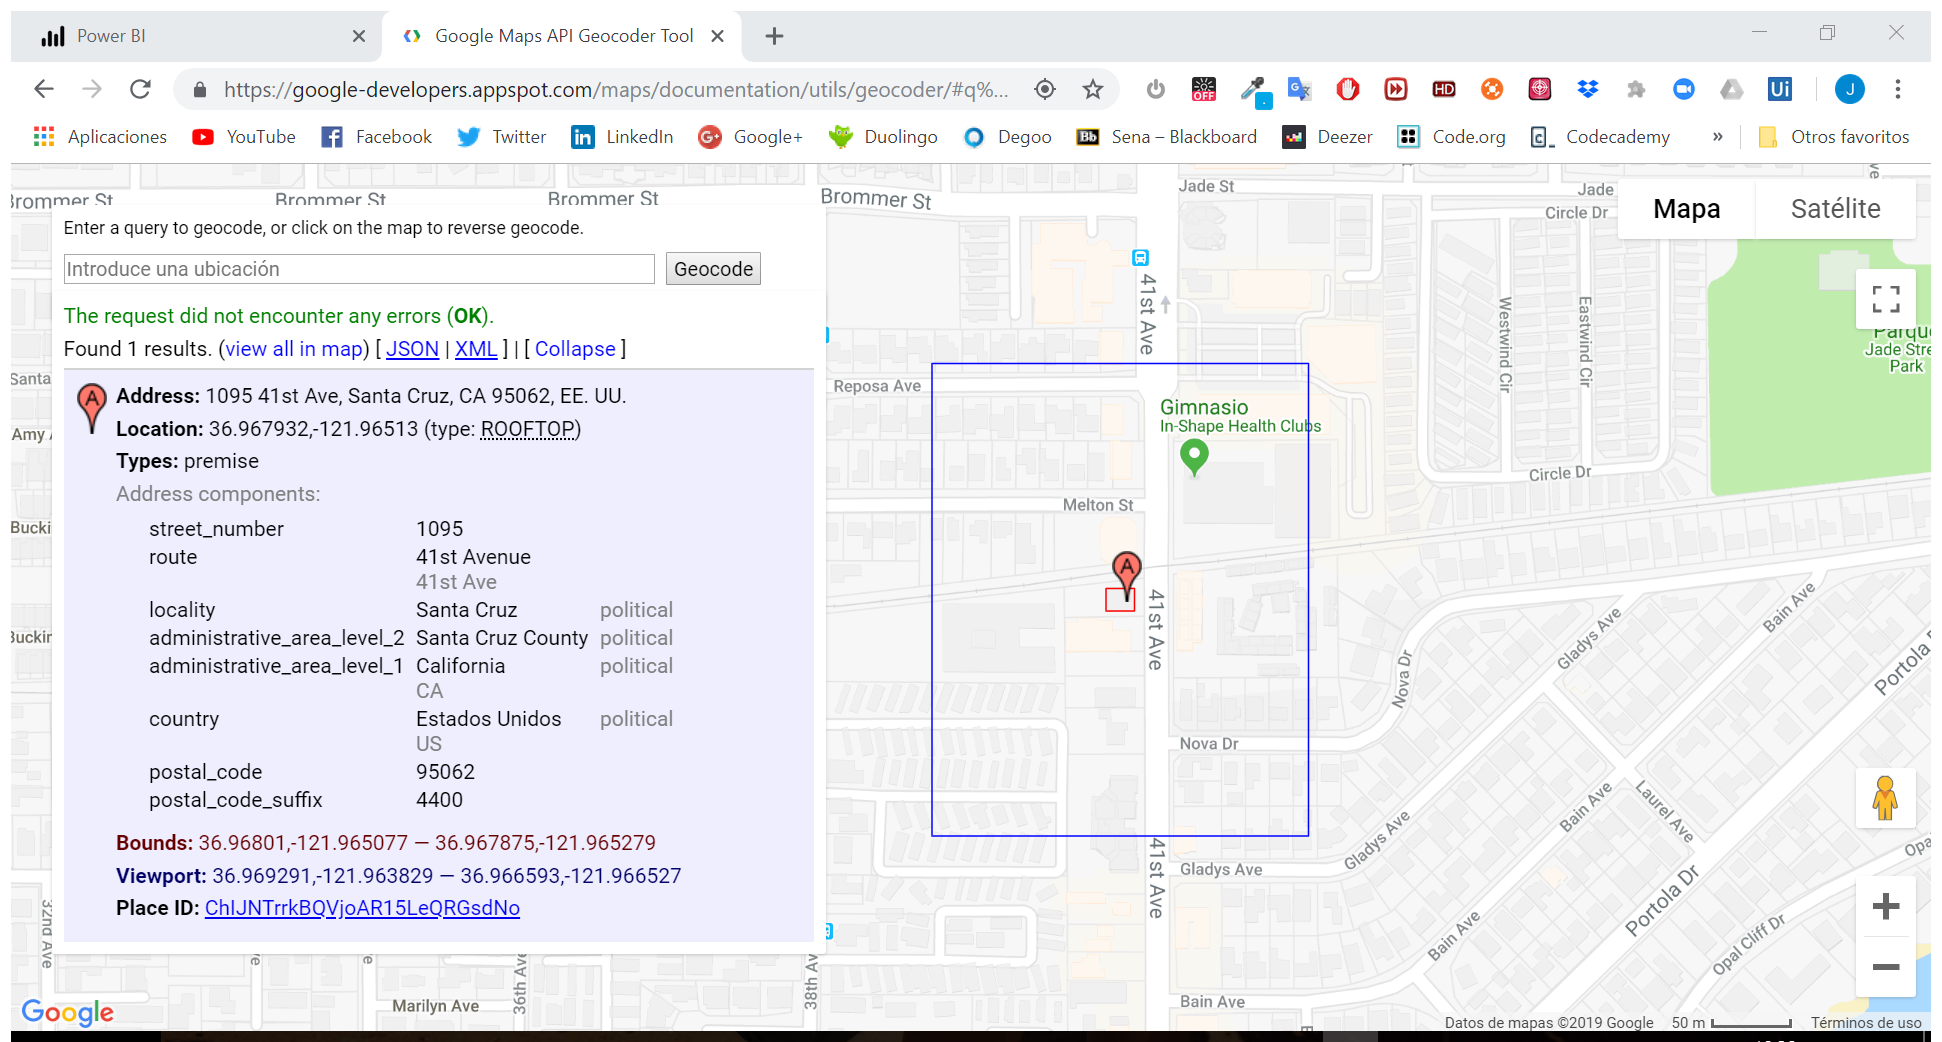 Power BI
Google Maps API Geocoder Tool
https://google-developers.appspot.com/maps/documentation/utils/geocoder/#q%...
OFF
HD
Ui
J
Aplicaciones
YouTube
Facebook
Twitter
LinkedIn
Google+
Duolingo
Degoo
Bb
Sena – Blackboard
Deezer
Code.org
Codecademy
»
Otros favoritos
Brommer St
Brommer St
Brommer St
Brommer St
Jade St
Jade
Circle Dr
Mapa
Satélite
Enter a query to geocode, or click on the map to reverse geocode.
Introduce una ubicación
Geocode
The request did not encounter any errors (OK).
Found 1 results. (view all in map) [ JSON | XML ] | [ Collapse ]
A
Address: 1095 41st Ave, Santa Cruz, CA 95062, EE. UU.
Location: 36.967932,-121.96513 (type: ROOFTOP)
Types: premise
Address components:
street_number 1095
route 41st Avenue
41st Ave
locality Santa Cruz political
administrative_area_level_2 Santa Cruz County political
administrative_area_level_1 California political
CA
country Estados Unidos political
US
postal_code 95062
postal_code_suffix 4400
Bounds: 36.96801,-121.965077 — 36.967875,-121.965279
Viewport: 36.969291,-121.963829 — 36.966593,-121.966527
Place ID: ChIJNTrrkBQVjoAR15LeQRGsdNo
Santa
Amy
Bucki
Buckin
41st Ave
Westwind Cir
Eastwind Cir
Parqu
Jade Stre
Park
Reposa Ave
Gimnasio
In-Shape Health Clubs
Circle Dr
Melton St
A
41st Ave
Nova Dr
Gladys Ave
Bain Ave
Portola
Nova Dr
Bain Ave
Laurel Ave
Gladys Ave
Gladys Ave
41st Ave
Portola Dr
Opa
Bain Ave
Opal Cliff Dr
Bain Ave
32nd Ave
Marilyn Ave
36th Ave
38th Av
Google
Datos de mapas ©2019 Google
50 m
Términos de uso